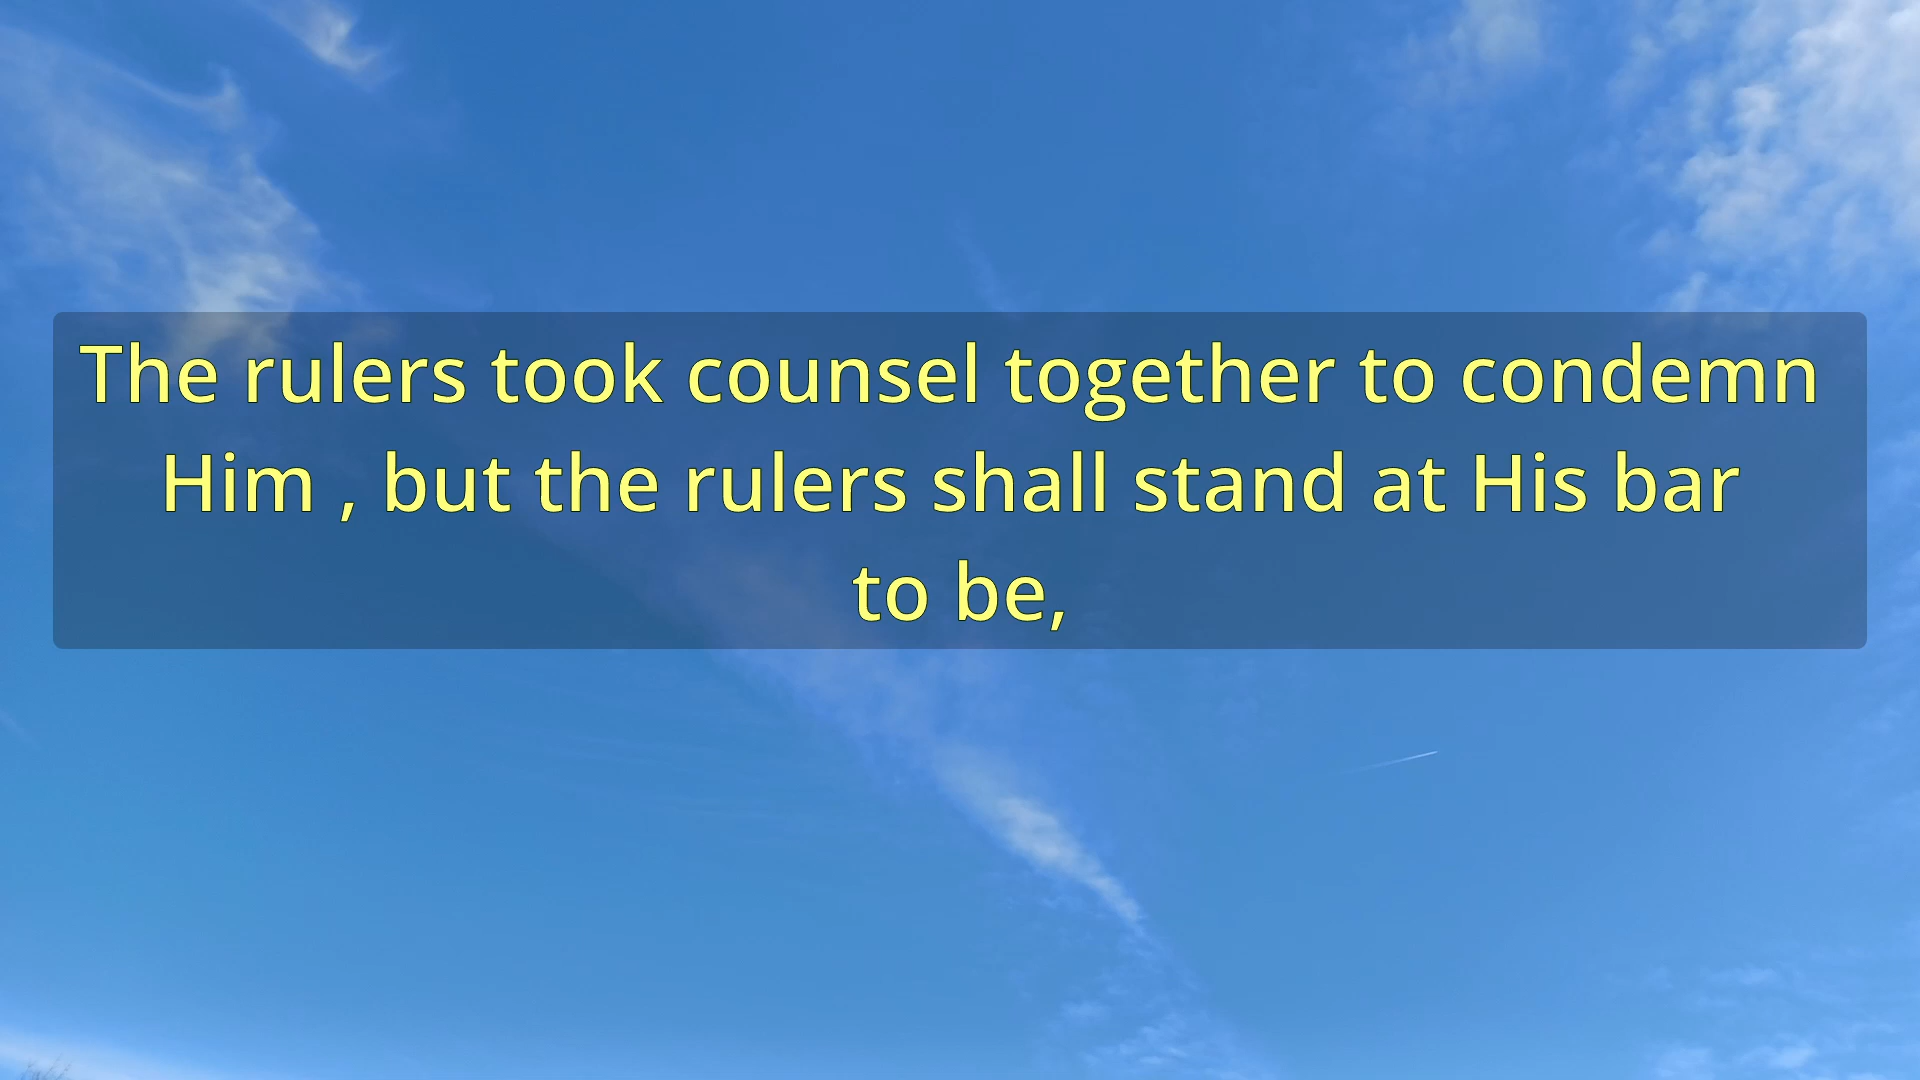 The rulers took counsel together to condemn
Him , but the rulers shall stand at His bar
to be,